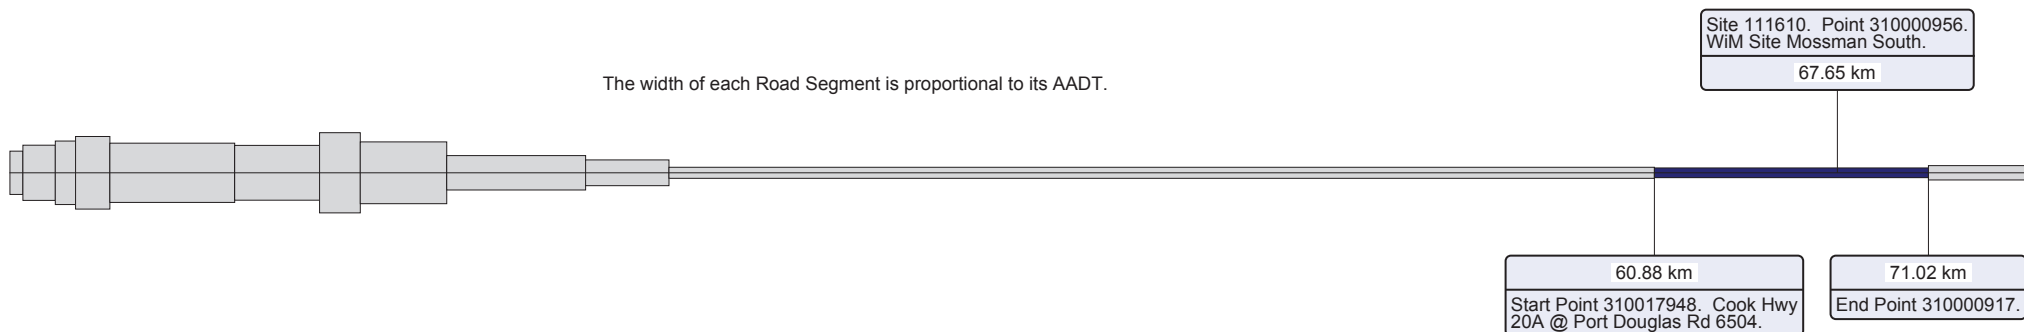 Site 111610. Point 310000956.
WiM Site Mossman South.
67.65 km
The width of each Road Segment is proportional to its AADT.
60.88 km
Start Point 310017948. Cook Hwy
20A @ Port Douglas Rd 6504.
71.02 km
End Point 310000917.